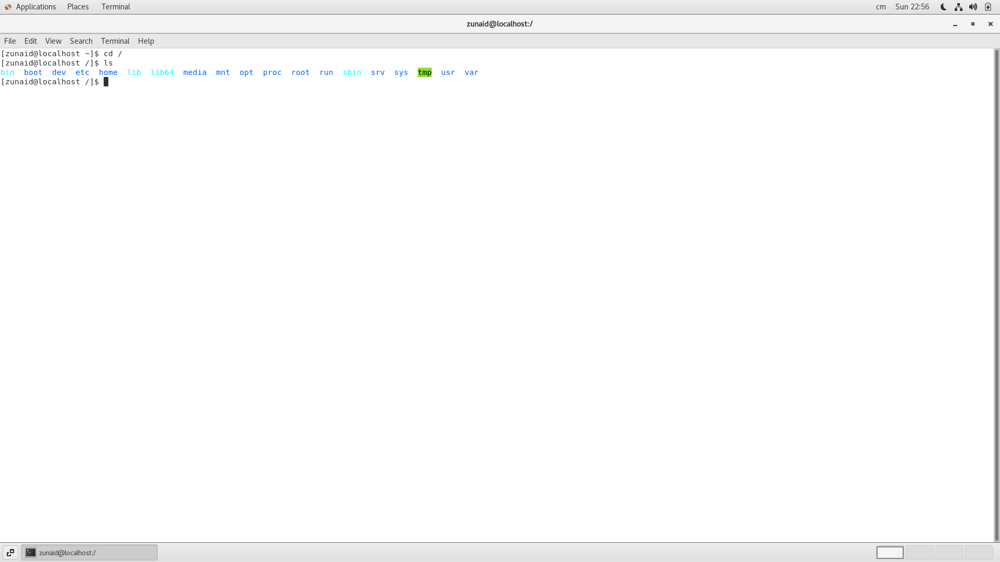 Applications Places Terminal cm Sun 22:56
zunaid@localhost:/
File Edit View Search Terminal Help
[zunaid@localhost ~]$ cd /
[zunaid@localhost /]$ ls
bin boot dev etc home lib lib64 media mnt opt proc root run sbin srv sys tmp usr var
[zunaid@localhost /]$
zunaid@localhost:/